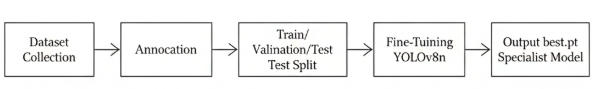 Dataset
Collection
Annocation
Train/
Valination/Test
Test Split
Fine-Tuining
YOLOv8n
Output best.pt
Specialist Model